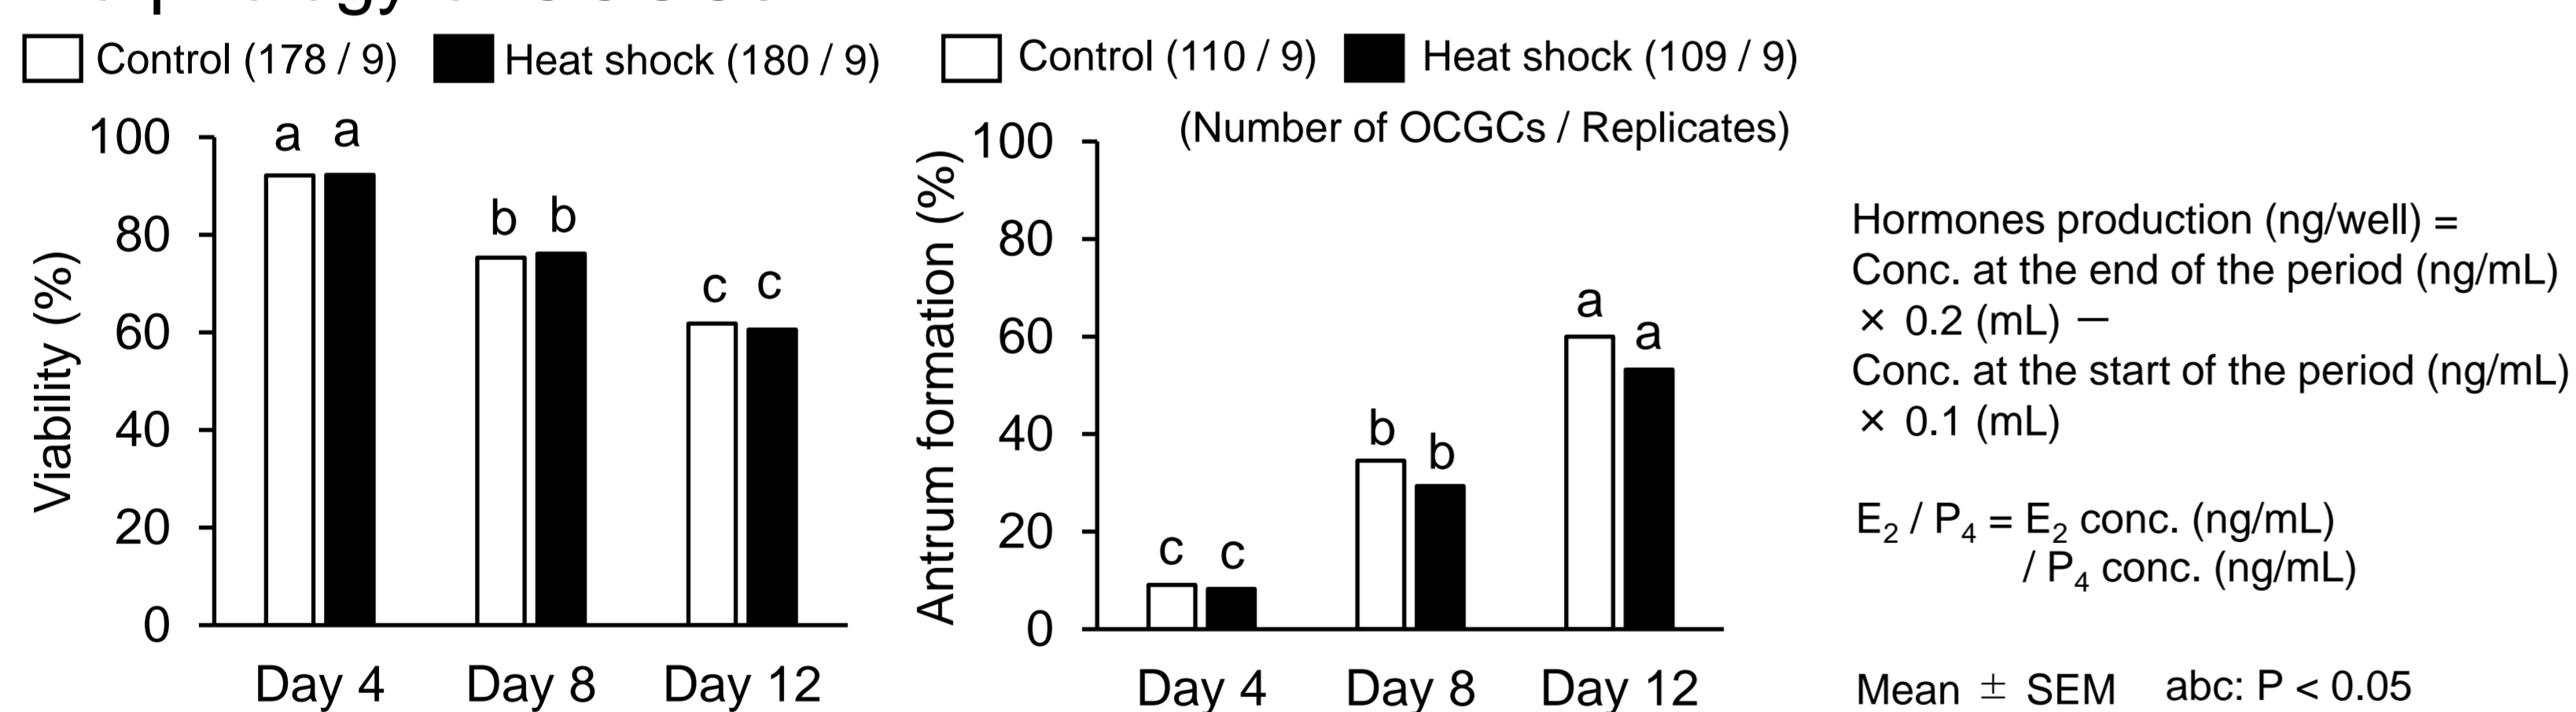 Control (178 / 9) Heat shock (180 / 9)
100
80
60
40
20
0
Viability (%)
a a
b b
c c
Day 4 Day 8 Day 12
Control (110 / 9) Heat shock (109 / 9)
(Number of OCGCs / Replicates)
100
80
60
40
20
0
Antrum formation (%)
c c
b b
a a
Day 4 Day 8 Day 12
Hormones production (ng/well) =
Conc. at the end of the period (ng/mL)
× 0.2 (mL) －
Conc. at the start of the period (ng/mL)
× 0.1 (mL)
E₂ / P₄ = E₂ conc. (ng/mL)
/ P₄ conc. (ng/mL)
Mean ± SEM abc: P < 0.05